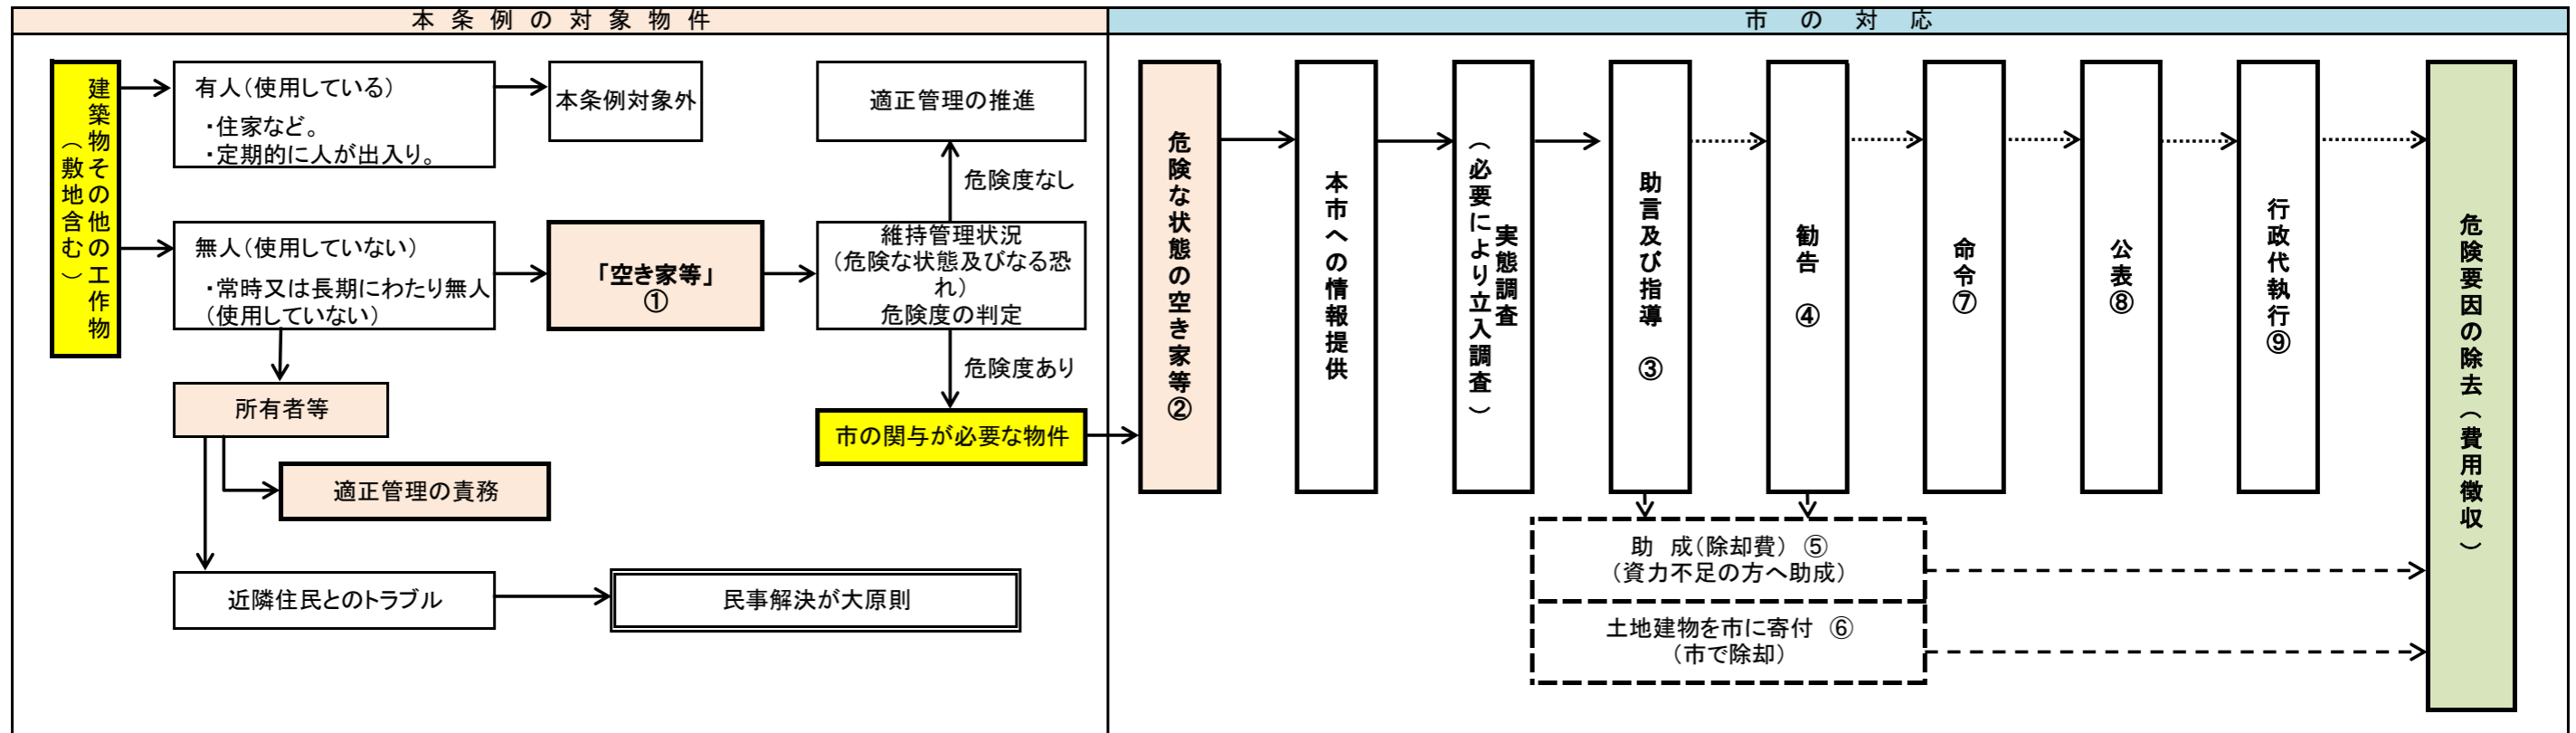 本条例の対象物件
市の対応
建築物その他の工作物
（敷地含む）
有人(使用している)
・住家など。
・定期的に人が出入り。
本条例対象外
無人(使用していない)
・常時又は長期にわたり無人
(使用していない)
「空き家等」
①
適正管理の推進
危険度なし
維持管理状況
(危険な状態及びなる恐
れ)
危険度の判定
危険度あり
市の関与が必要な物件
所有者等
適正管理の責務
近隣住民とのトラブル
民事解決が大原則
危険な状態の空き家等②
本市への情報提供
実態調査
（必要により立入調査）
助言及び指導　③
勧告　④
命令⑦
公表⑧
行政代執行⑨
危険要因の除去（費用徴収）
助　成(除却費)　⑤
(資力不足の方へ助成)
土地建物を市に寄付　⑥
(市で除却)